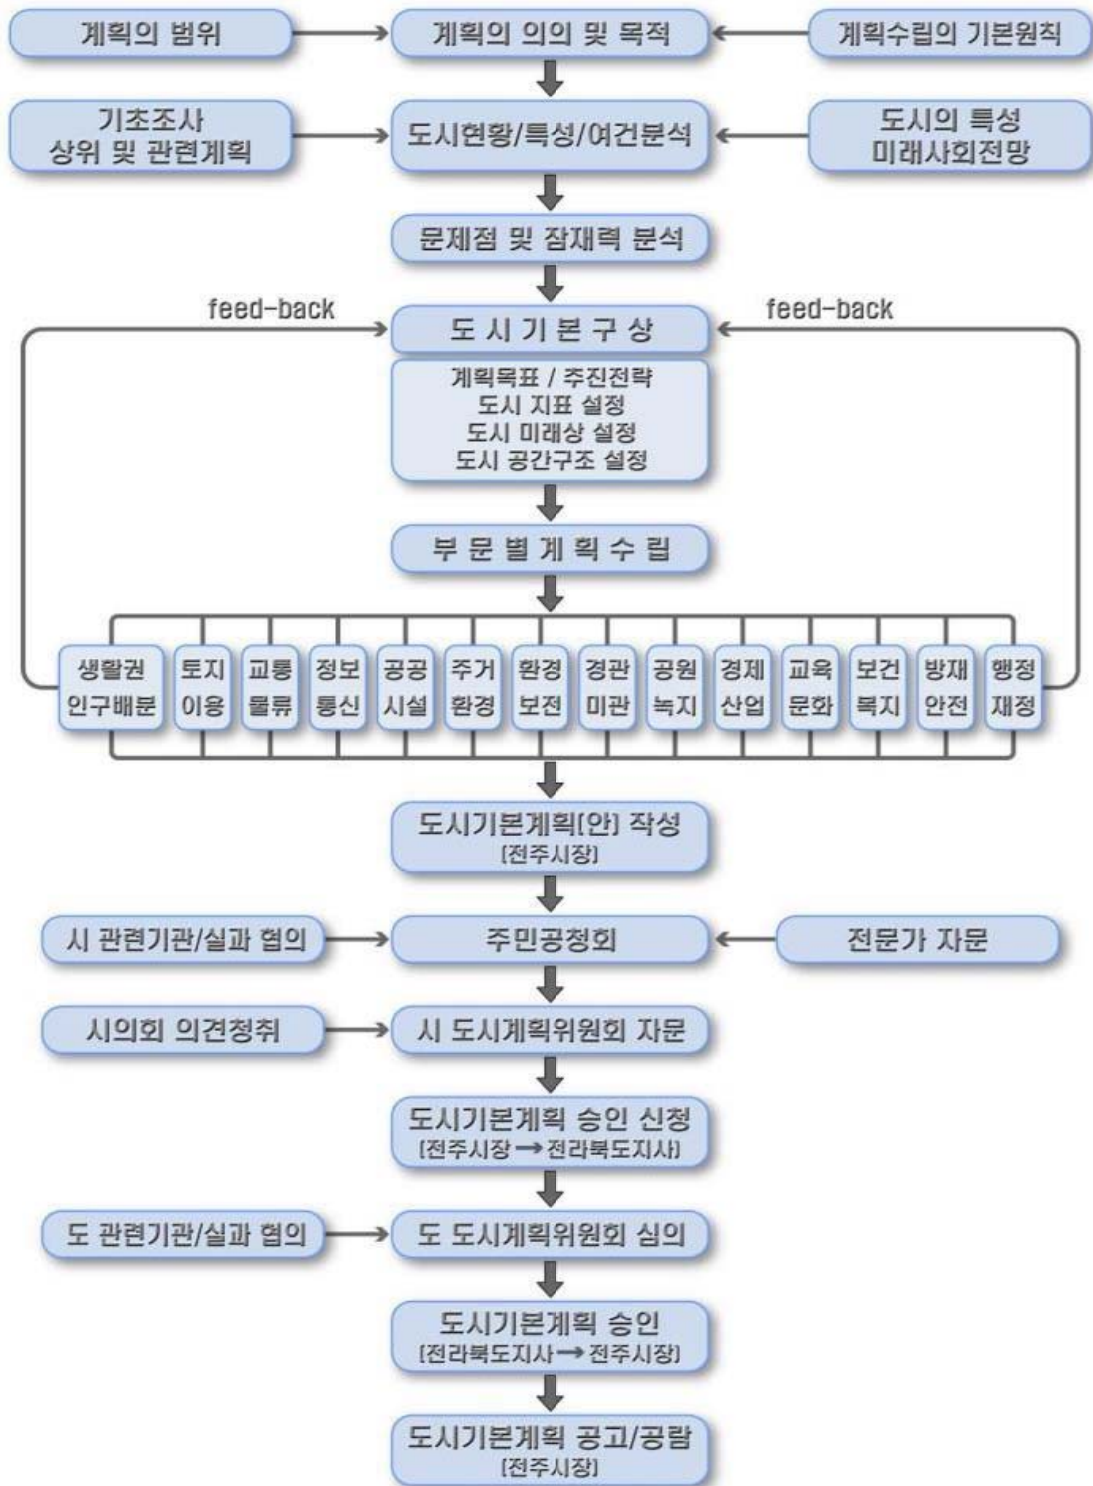 계획의 범위
계획의 의의 및 목적
계획수립의 기본원칙
기초조사
상위 및 관련계획
도시현황/특성/여건분석
도시의 특성
미래사회전망
문제점 및 잠재력 분석
feed-back
feed-back
도 시 기 본 구 상
계획목표 / 추진전략
도시 지표 설정
도시 미래상 설정
도시 공간구조 설정
부 문 별 계 획 수 립
생활권
인구배분
토지
이용
교통
물류
정보
통신
공공
시설
주거
환경
환경
보전
경관
미관
공원
녹지
경제
산업
교육
문화
보건
복지
방재
안전
행정
재정
도시기본계획(안) 작성
(전주시장)
시 관련기관/실과 협의
주민공청회
전문가 자문
시의회 의견청취
시 도시계획위원회 자문
도시기본계획 승인 신청
(전주시장→전라북도지사)
도 관련기관/실과 협의
도 도시계획위원회 심의
도시기본계획 승인
(전라북도지사→전주시장)
도시기본계획 공고/공람
(전주시장)